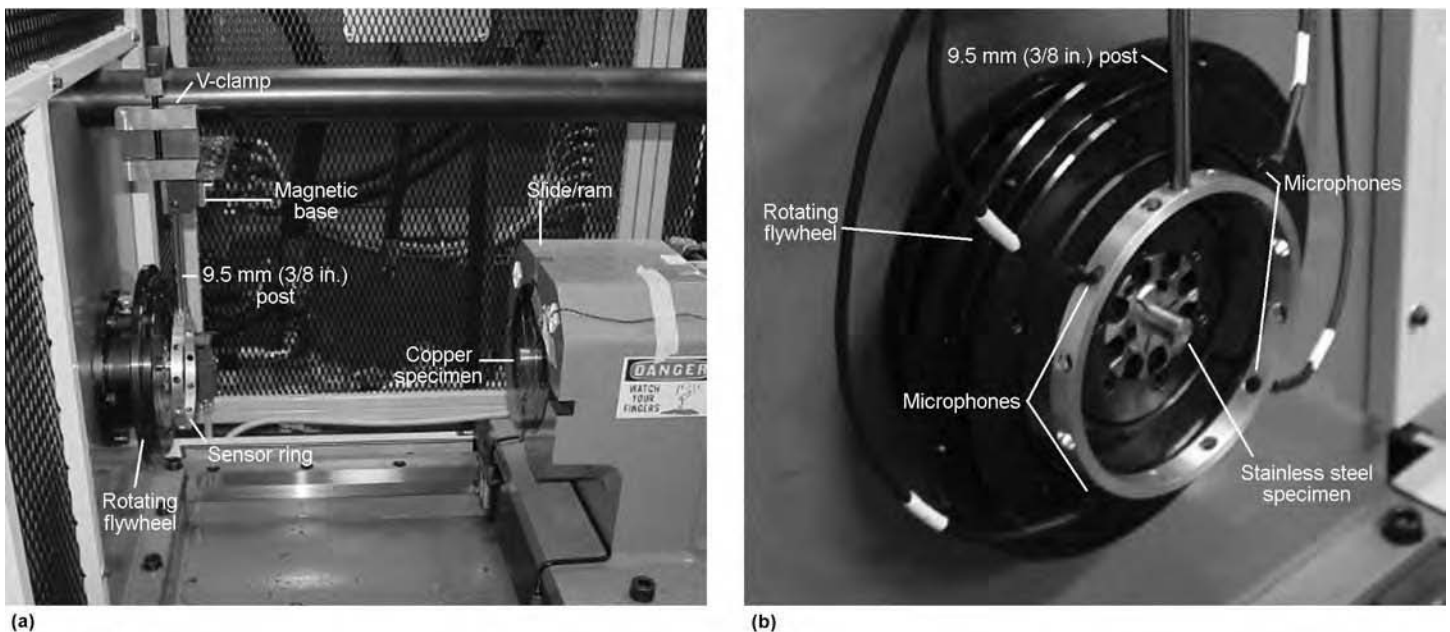 V-clamp
Magnetic
base
Slide/ram
9.5 mm (3/8 in.)
post
Copper
specimen
DANGER
WATCH
YOUR
FINGERS
Sensor ring
Rotating
flywheel
(a)
9.5 mm (3/8 in.) post
Microphones
Rotating
flywheel
Microphones
Stainless steel
specimen
(b)